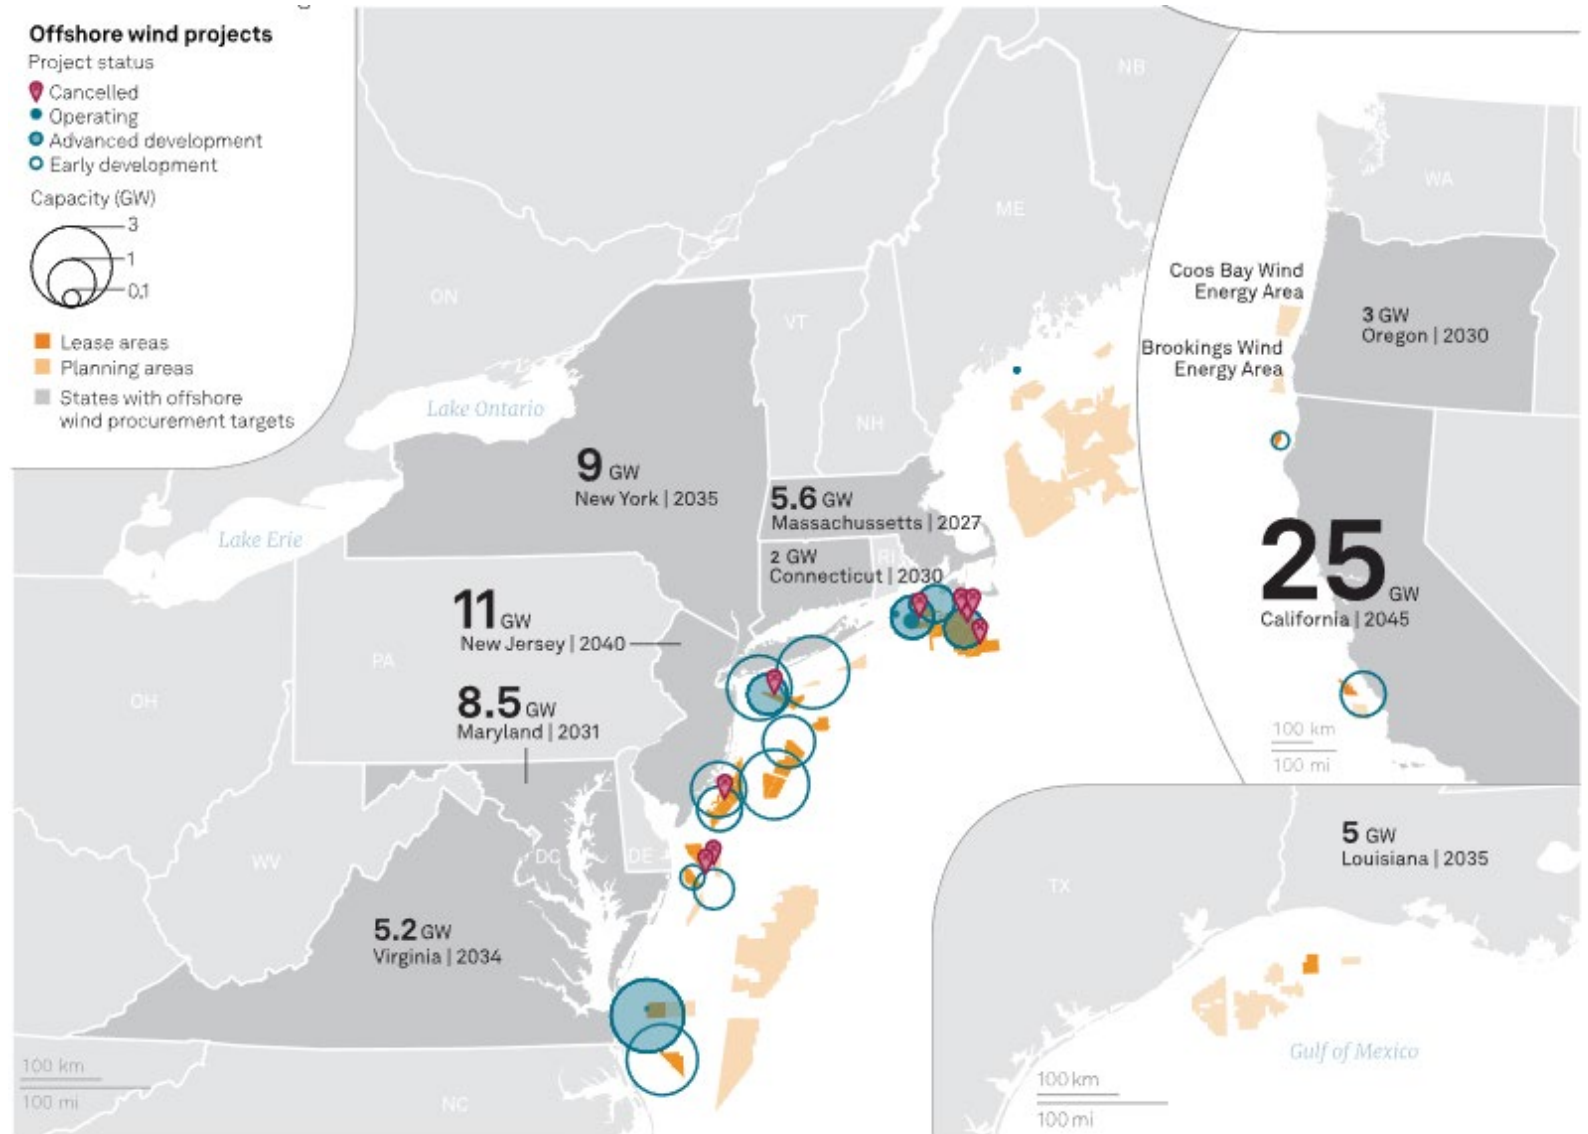 Offshore wind projects
Project status
Cancelled
Operating
Advanced development
Early development
Capacity (GW)
3
1
0.1
Lease areas
Planning areas
States with offshore
wind procurement targets
NB
ME
ON
VT
NH
Lake Ontario
Lake Erie
9 GW
New York | 2035
5.6 GW
Massachussetts | 2027
2 GW
Connecticut | 2030
RI
11 GW
New Jersey | 2040
PA
OH
8.5 GW
Maryland | 2031
WV
DC
DE
5.2 GW
Virginia | 2034
NC
100 km
100 mi
WA
Coos Bay Wind
Energy Area
3 GW
Oregon | 2030
Brookings Wind
Energy Area
25 GW
California | 2045
100 km
100 mi
5 GW
Louisiana | 2035
TX
Gulf of Mexico
100 km
100 mi